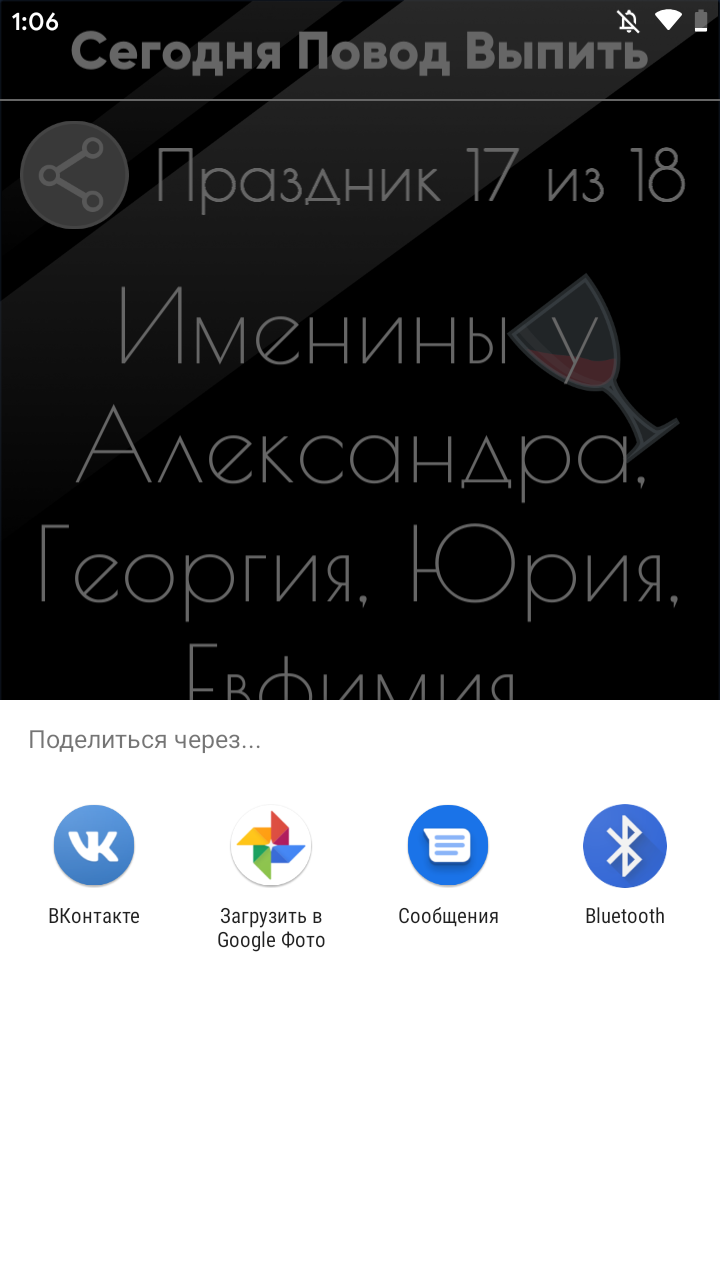 1:06
Сегодня Повод Выпить
Праздник 17 из 18
Именины у
Александра,
Георгия, Юрия,
Евфимия
Поделиться через...
ВКонтакте
Загрузить в
Google Фото
Сообщения
Bluetooth